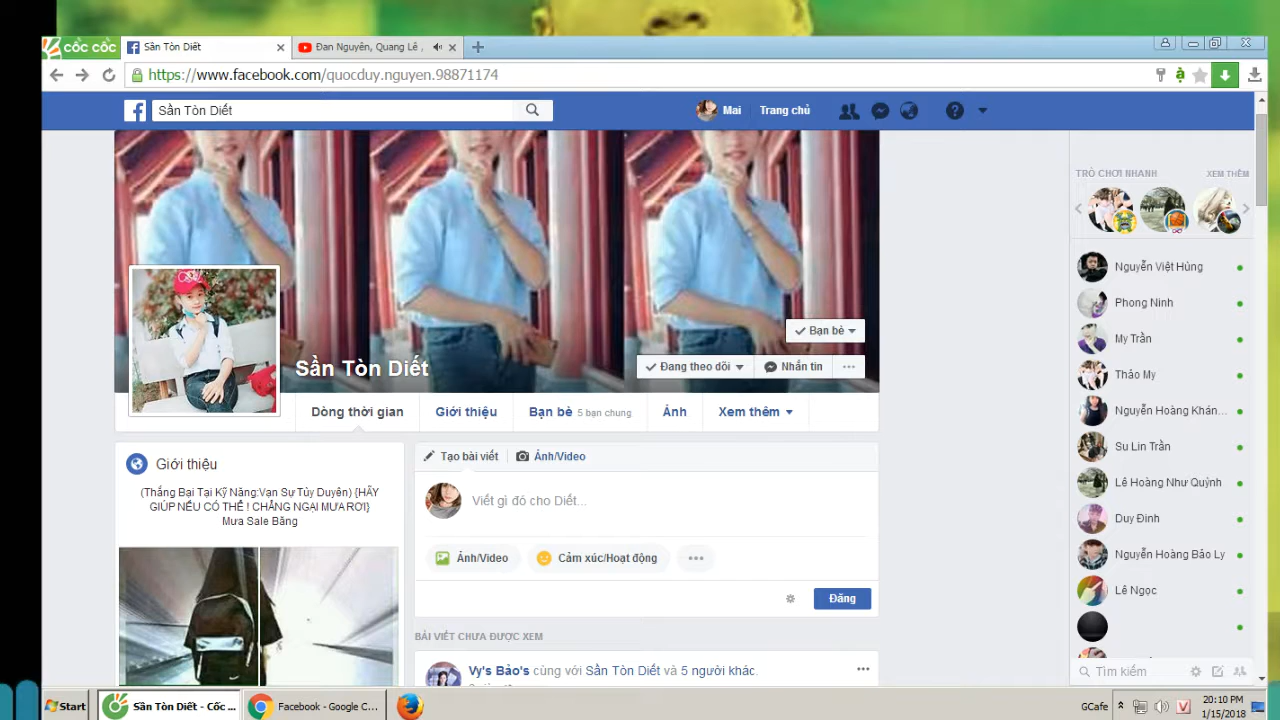 cốc cốc
Sần Tòn Diết
Đan Nguyên, Quang Lê ,
https://www.facebook.com/quocduy.nguyen.98871174
Sần Tòn Diết
Mai
Trang chủ
TRÒ CHƠI NHANH
XEM THÊM
Bạn bè
Sần Tòn Diết
Đang theo dõi
Nhắn tin
Dòng thời gian
Giới thiệu
Bạn bè 5 bạn chung
Ảnh
Xem thêm
Giới thiệu
(Thắng Bại Tại Kỹ Năng:Vạn Sự Tùy Duyên) {HÃY
GIÚP NẾU CÓ THỂ ! CHẲNG NGẠI MƯA RƠI}
Mưa Sale Băng
Tạo bài viết
Ảnh/Video
Viết gì đó cho Diết...
Ảnh/Video
Cảm xúc/Hoạt động
Đăng
BÀI VIẾT CHƯA ĐƯỢC XEM
Vy's Bảo's cùng với Sần Tòn Diết và 5 người khác.
Nguyễn Việt Hùng
Phong Ninh
My Trần
Thảo My
Nguyễn Hoàng Khán...
Su Lin Trần
Lê Hoàng Như Quỳnh
Duy Đinh
Nguyễn Hoàng Bảo Ly
Lê Ngọc
Tìm kiếm
Start
Sần Tòn Diết - Cốc ...
Facebook - Google C...
GCafe
20:10 PM
1/15/2018